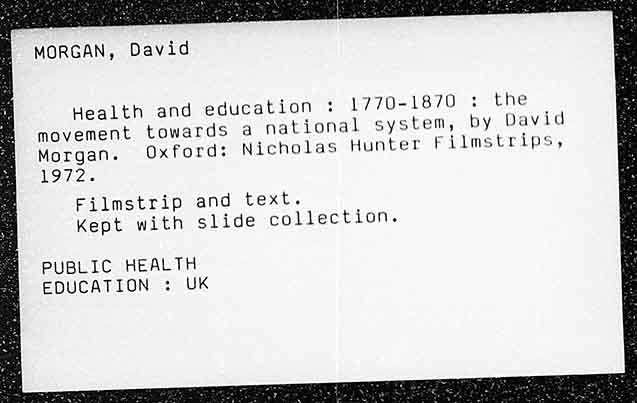 MORGAN, David
Health and education : 1770-1870 : the
movement towards a national system, by David
Morgan. Oxford: Nicholas Hunter Filmstrips,
1972.
Filmstrip and text.
Kept with slide collection.
PUBLIC HEALTH
EDUCATION : UK